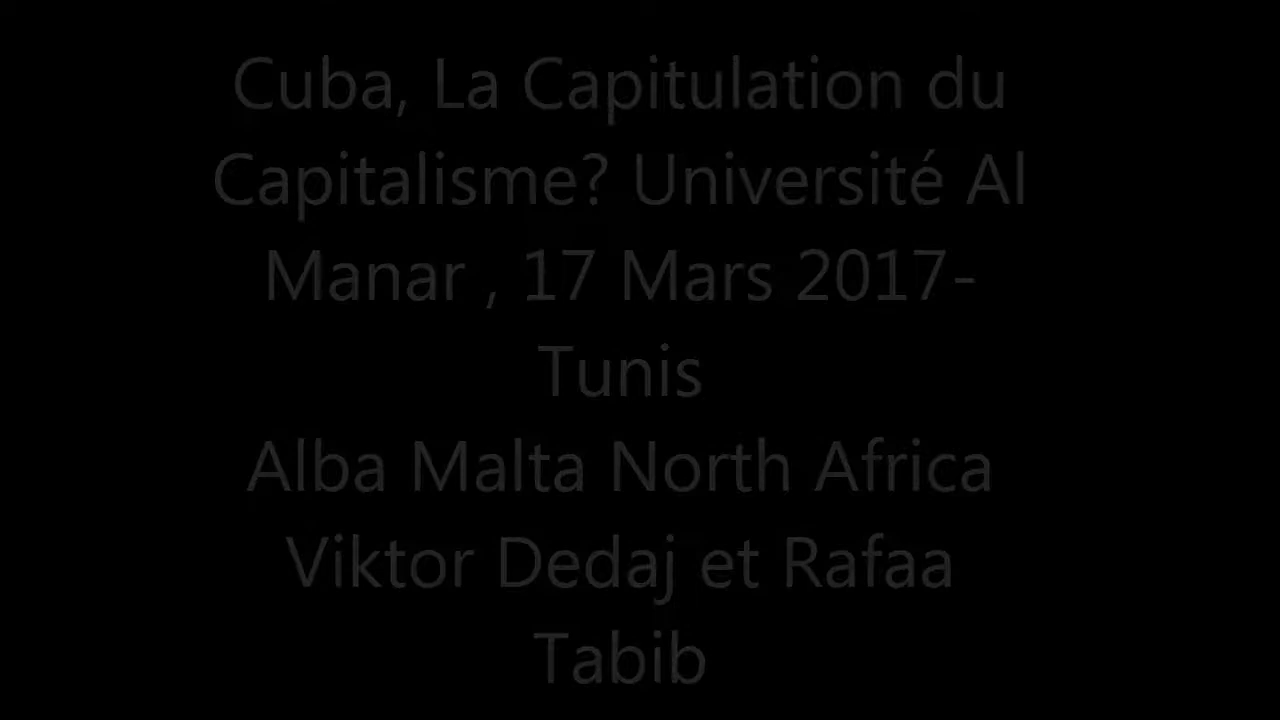 Cuba, La Capitulation du
Capitalisme? Université Al
Manar , 17 Mars 2017-
Tunis
Alba Malta North Africa
Viktor Dedaj et Rafaa
Tabib